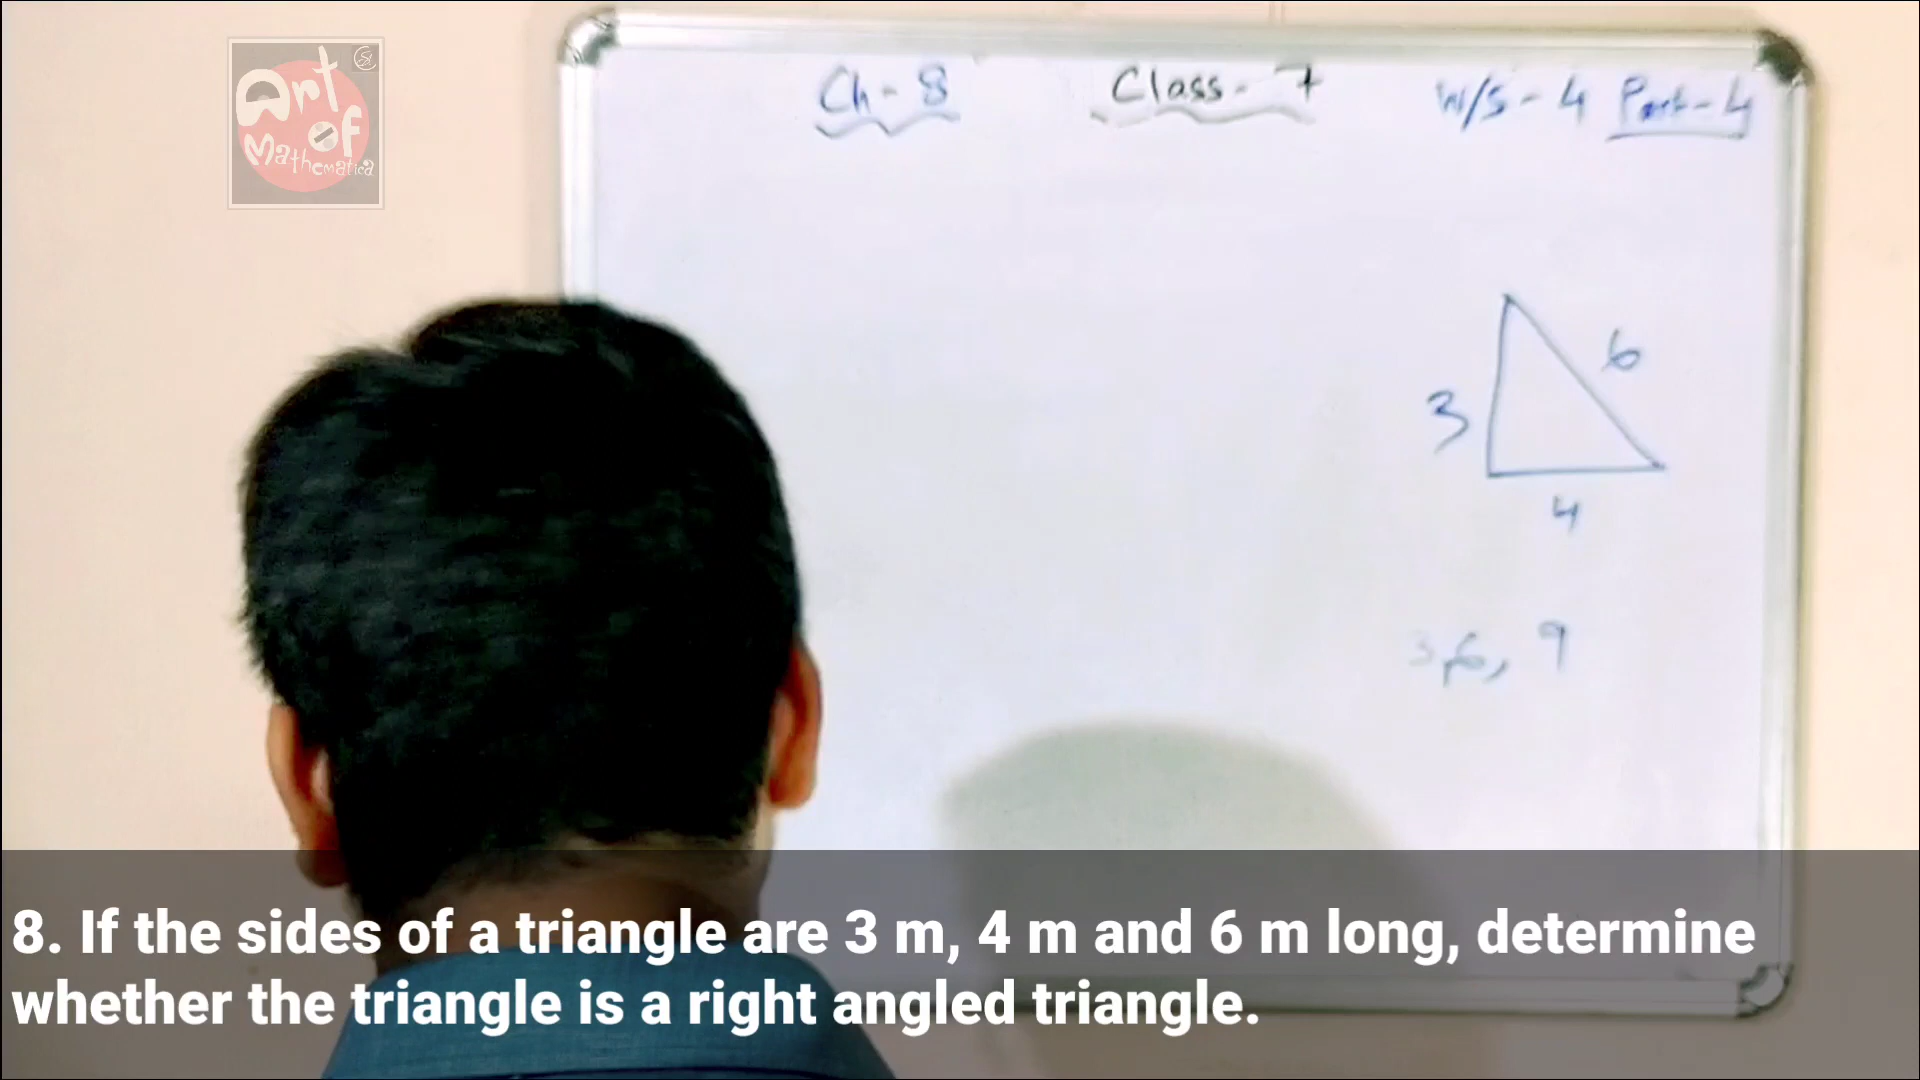 Art
of
Mathematica
Ch - 8
Class - 7
W/S - 4 Part - 4
6
3
4
3, 6, 9
8. If the sides of a triangle are 3 m, 4 m and 6 m long, determine
whether the triangle is a right angled triangle.